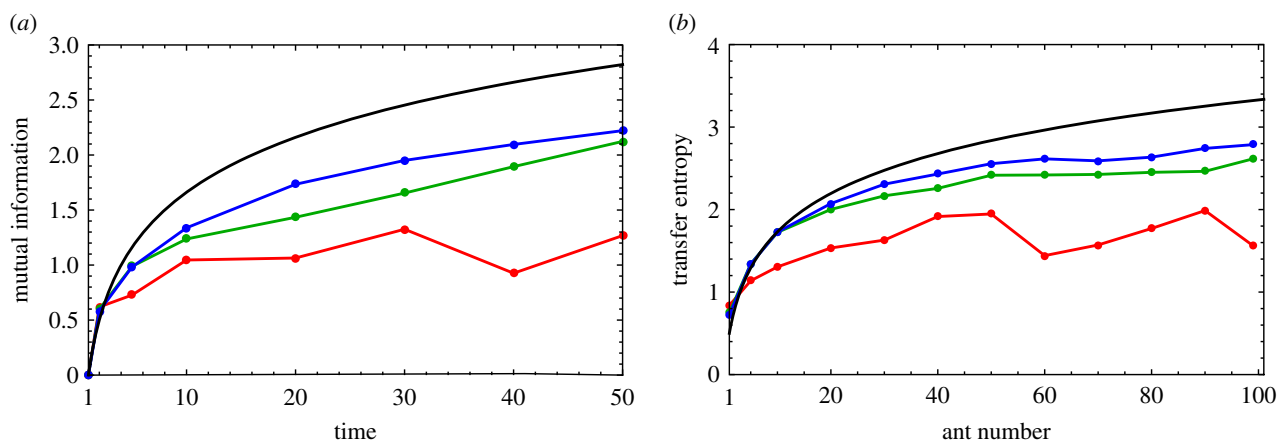 (a)
3.0
2.5
2.0
1.5
1.0
0.5
0
mutual information
1 10 20 30 40 50
time
(b)
4
3
2
1
0
transfer entropy
1 20 40 60 80 100
ant number